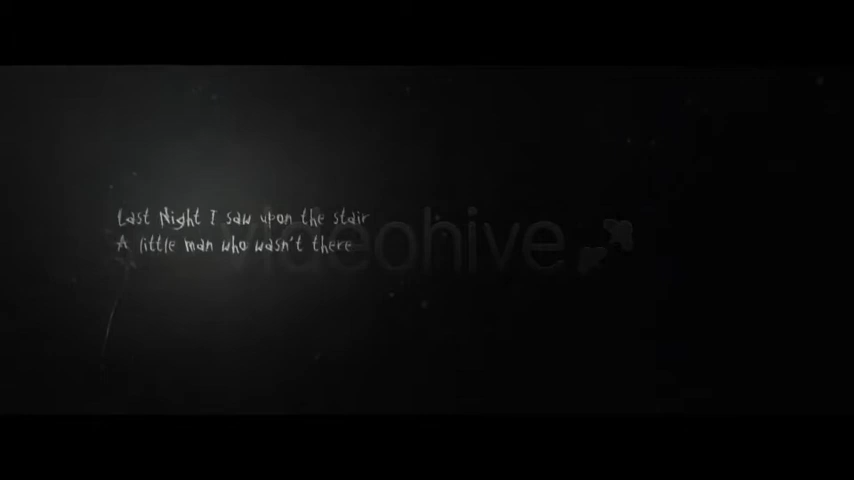 Last Night I saw upon the stair
A little man who wasn't there
videohive